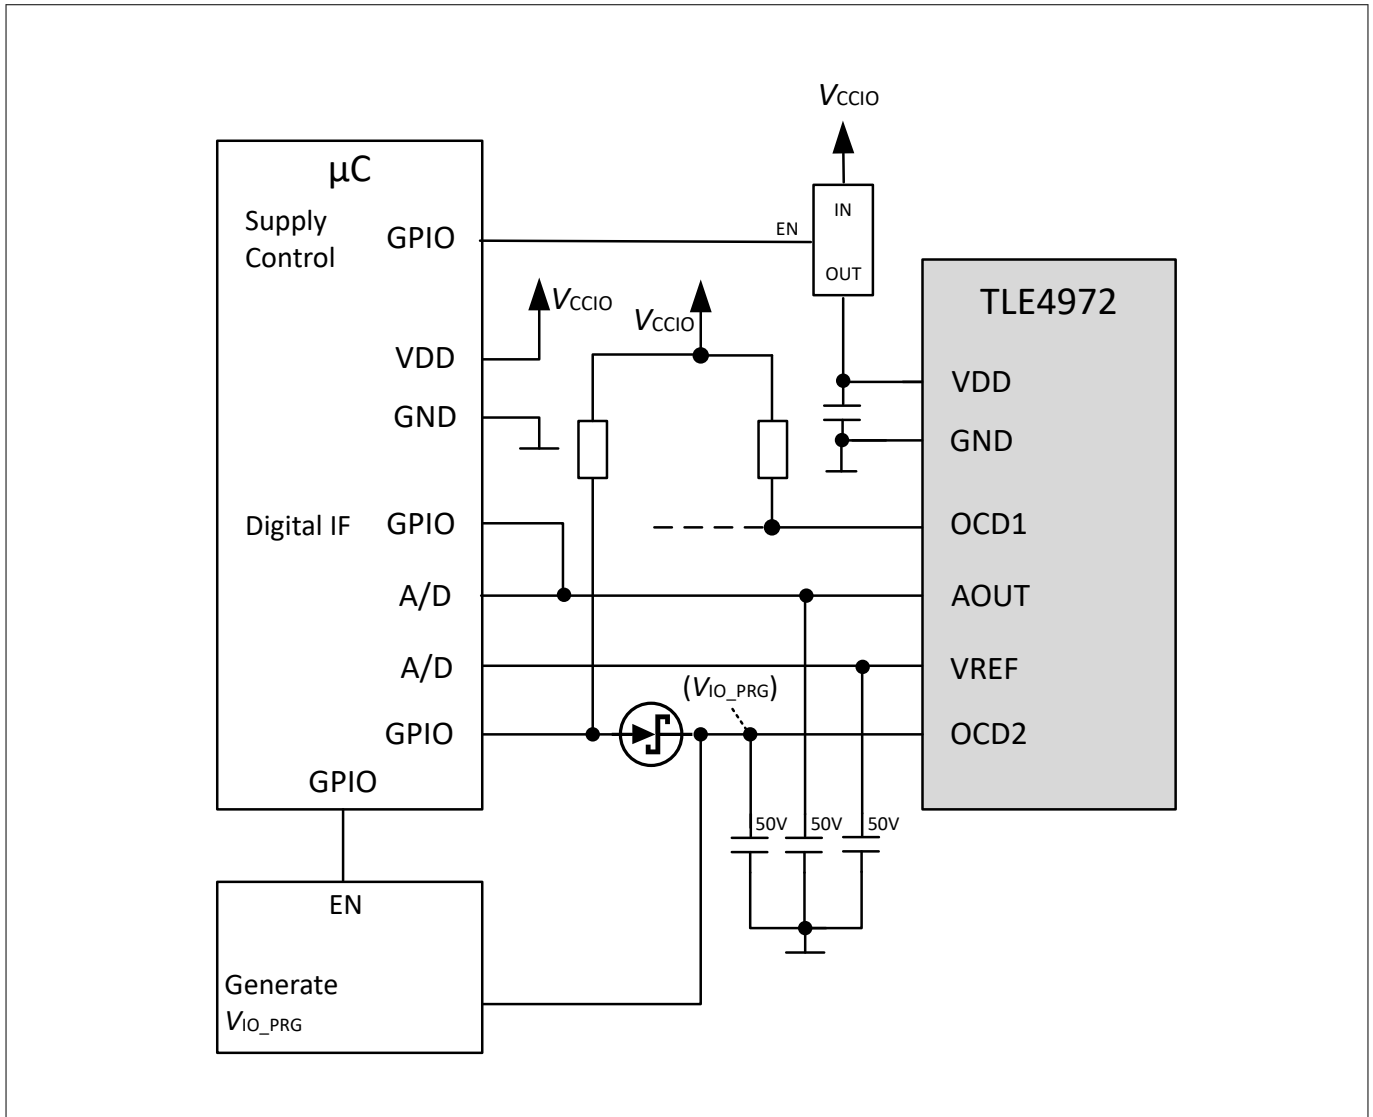 VCCIO
µC
Supply
Control
GPIO
EN
IN
OUT
TLE4972
VCCIO
VCCIO
VDD
VDD
GND
GND
Digital IF
GPIO
OCD1
A/D
AOUT
A/D
VREF
(VIO_PRG)
GPIO
OCD2
GPIO
50V
50V
50V
EN
Generate
VIO_PRG